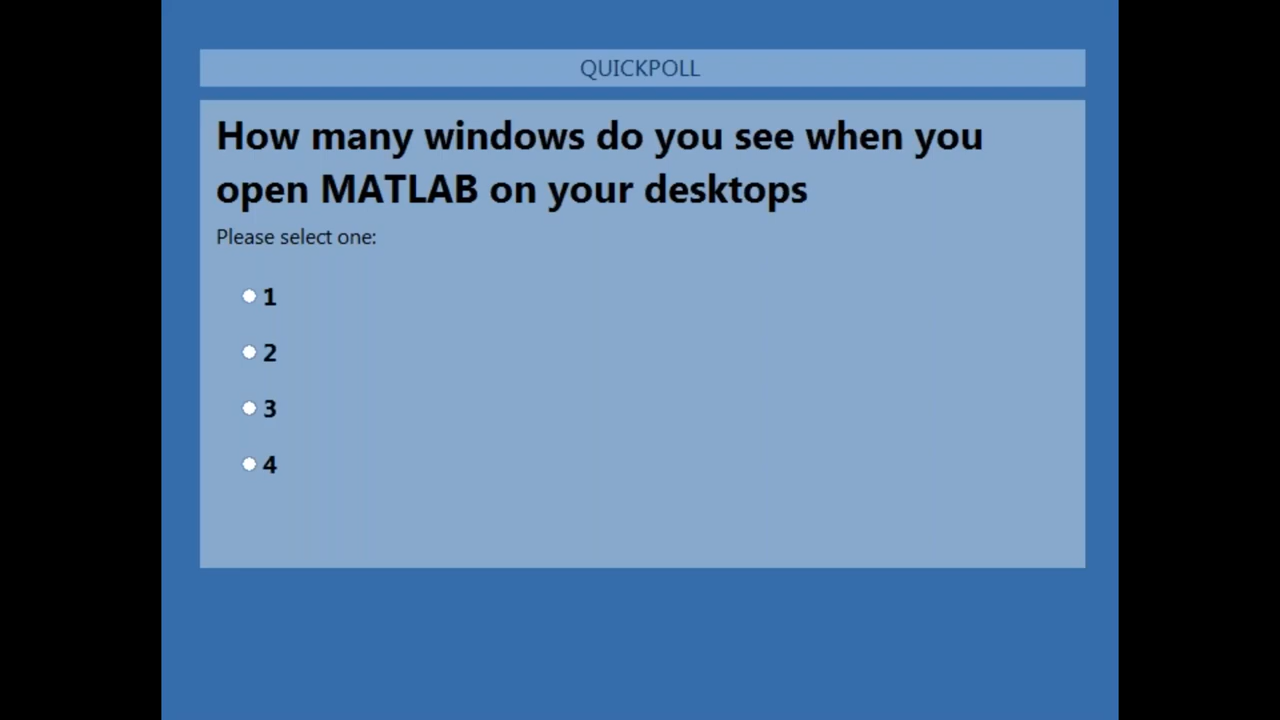 QUICKPOLL
How many windows do you see when you
open MATLAB on your desktops
Please select one:
1
2
3
4